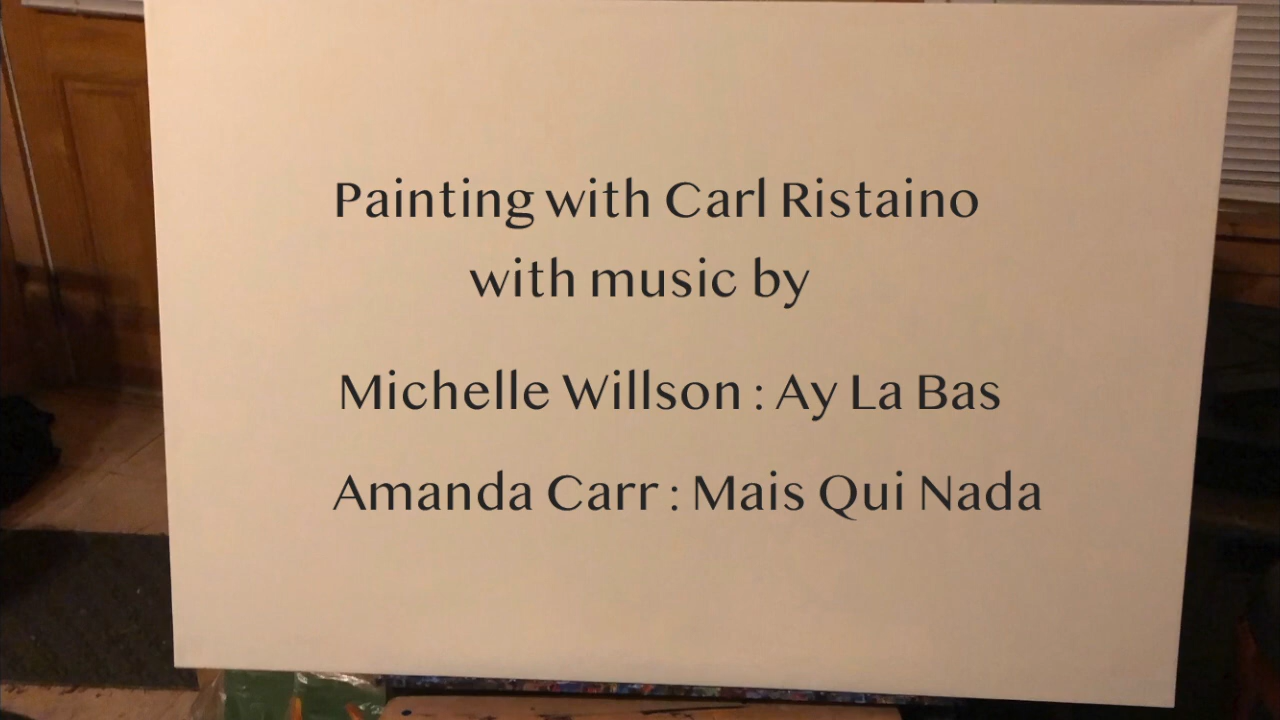 Painting with Carl Ristaino
with music by
Michelle Willson : Ay La Bas
Amanda Carr : Mais Qui Nada